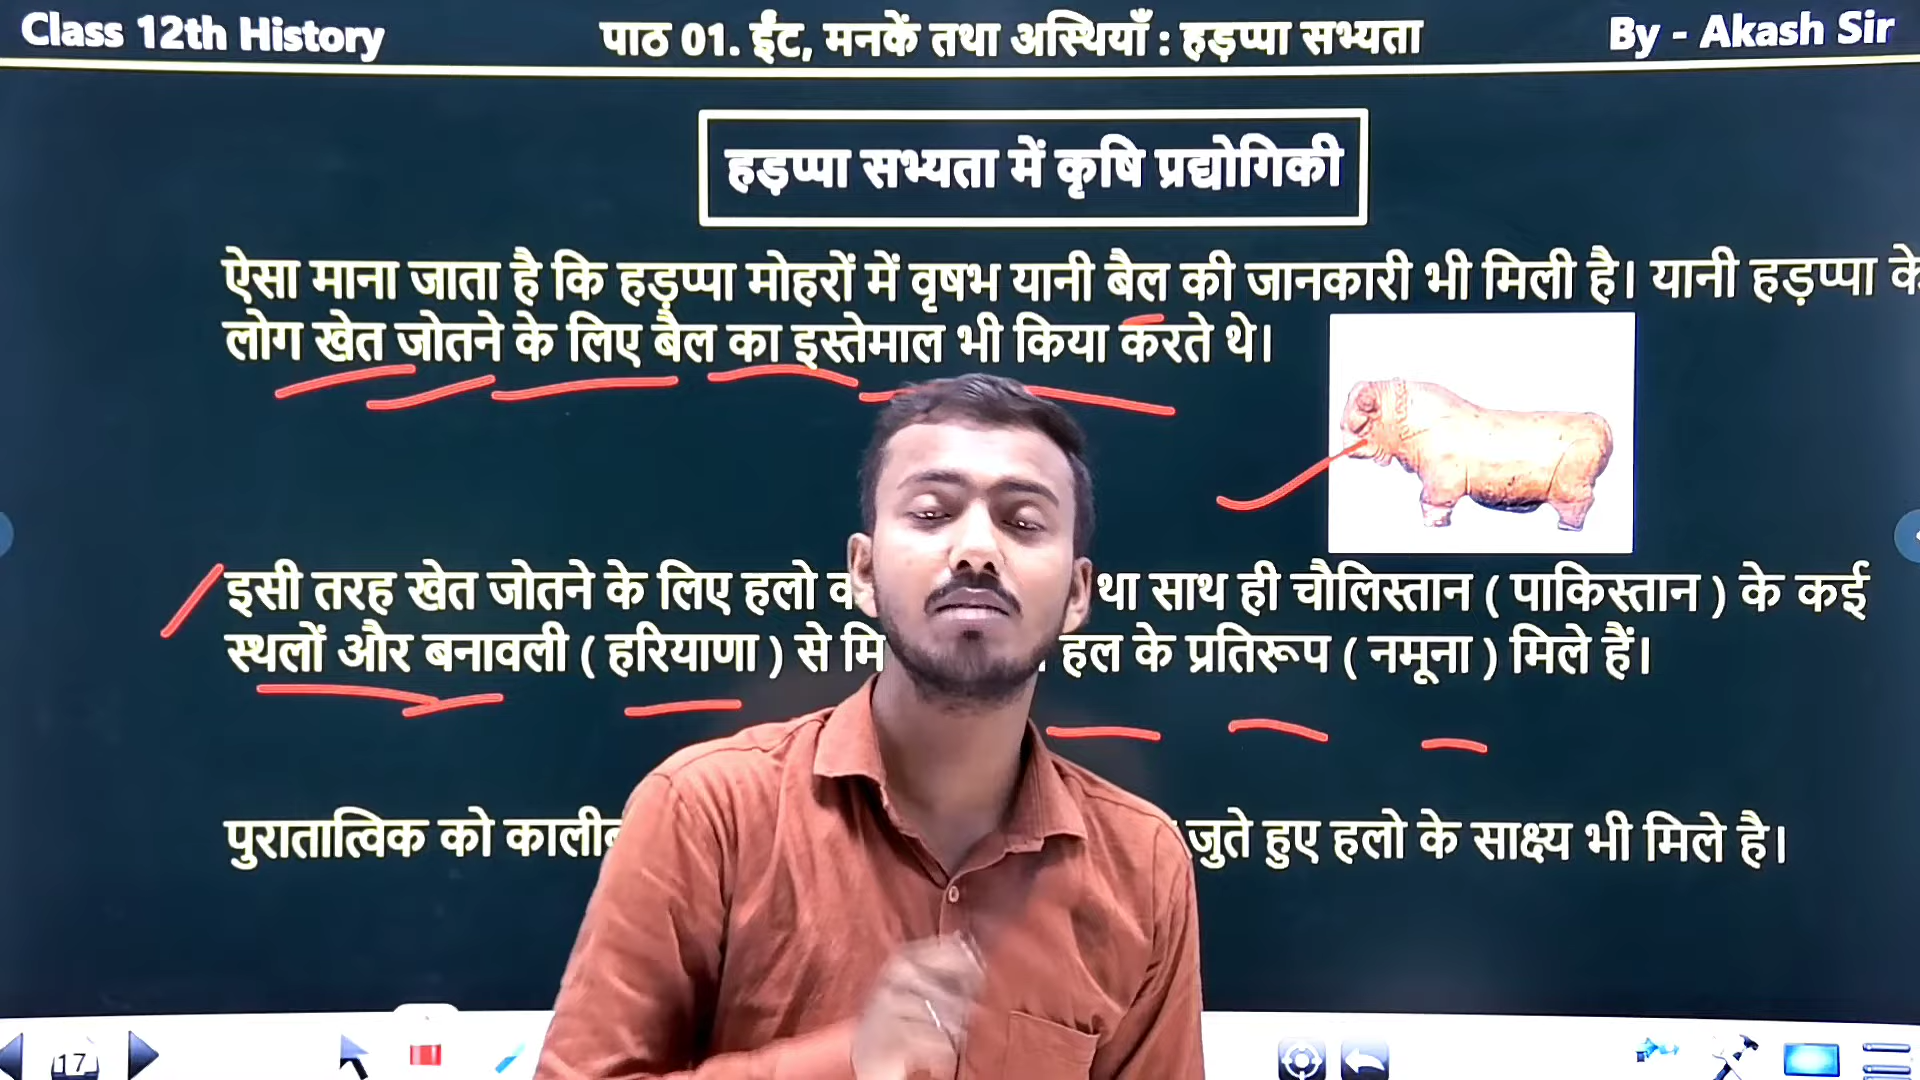 Class 12th History
पाठ 01. ईंट, मनकें तथा अस्थियाँ : हड़प्पा सभ्यता
By - Akash Sir
हड़प्पा सभ्यता में कृषि प्रद्योगिकी
ऐसा माना जाता है कि हड़प्पा मोहरों में वृषभ यानी बैल की जानकारी भी मिली है। यानी हड़प्पा के
लोग खेत जोतने के लिए बैल का इस्तेमाल भी किया करते थे।
इसी तरह खेत जोतने के लिए हलो था साथ ही चौलिस्तान ( पाकिस्तान ) के कई
स्थलों और बनावली ( हरियाणा ) से हल के प्रतिरूप ( नमूना ) मिले हैं।
पुरातात्विक को जुते हुए हलो के साक्ष्य भी मिले है।
17